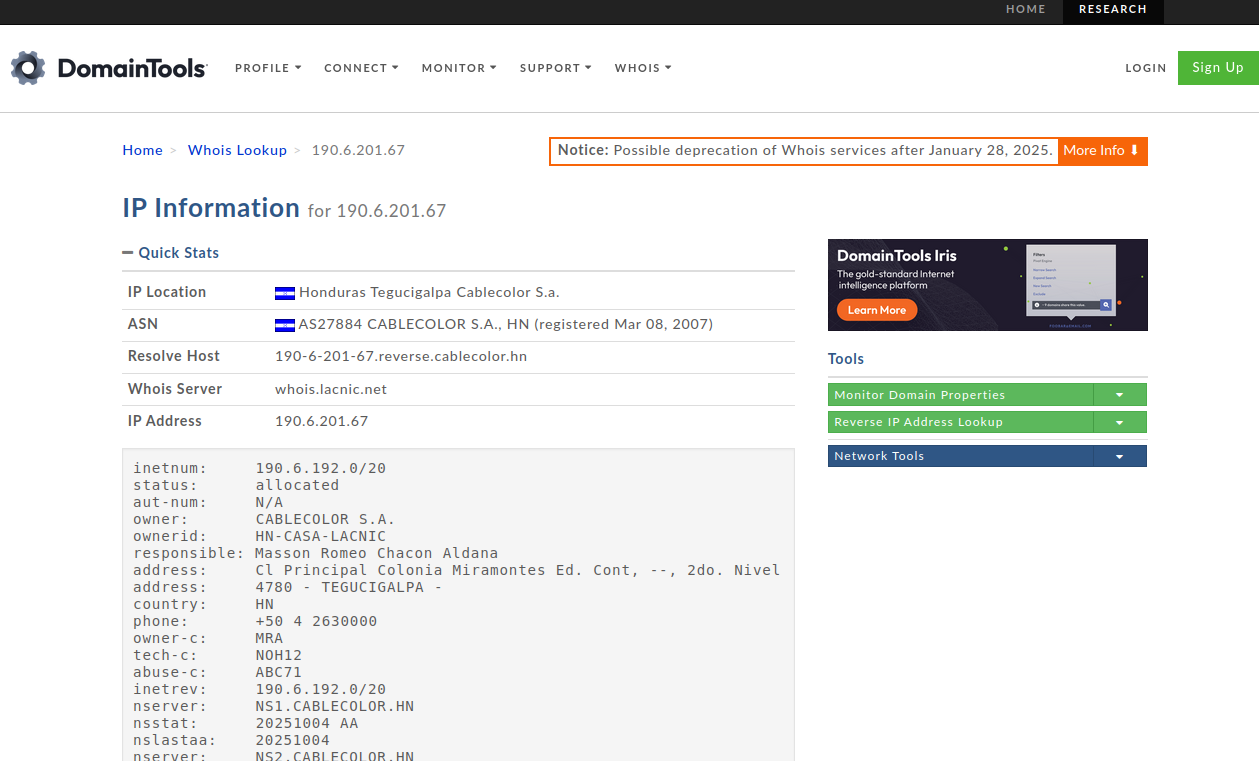 HOME RESEARCH
DomainTools PROFILE CONNECT MONITOR SUPPORT WHOIS LOGIN Sign Up
Home > Whois Lookup > 190.6.201.67
Notice: Possible deprecation of Whois services after January 28, 2025. More Info
IP Information for 190.6.201.67
Quick Stats
IP Location Honduras Tegucigalpa Cablecolor S.a.
ASN AS27884 CABLECOLOR S.A., HN (registered Mar 08, 2007)
Resolve Host 190-6-201-67.reverse.cablecolor.hn
Whois Server whois.lacnic.net
IP Address 190.6.201.67
inetnum: 190.6.192.0/20
status: allocated
aut-num: N/A
owner: CABLECOLOR S.A.
ownerid: HN-CASA-LACNIC
responsible: Masson Romeo Chacon Aldana
address: Cl Principal Colonia Miramontes Ed. Cont, --, 2do. Nivel
address: 4780 - TEGUCIGALPA -
country: HN
phone: +50 4 2630000
owner-c: MRA
tech-c: NOH12
abuse-c: ABC71
inetrev: 190.6.192.0/20
nserver: NS1.CABLECOLOR.HN
nsstat: 20251004 AA
nslastaa: 20251004
nserver: NS2.CABLECOLOR.HN
DomainTools Iris
The gold-standard Internet
intelligence platform
Learn More
Filters
Tools
Monitor Domain Properties
Reverse IP Address Lookup
Network Tools